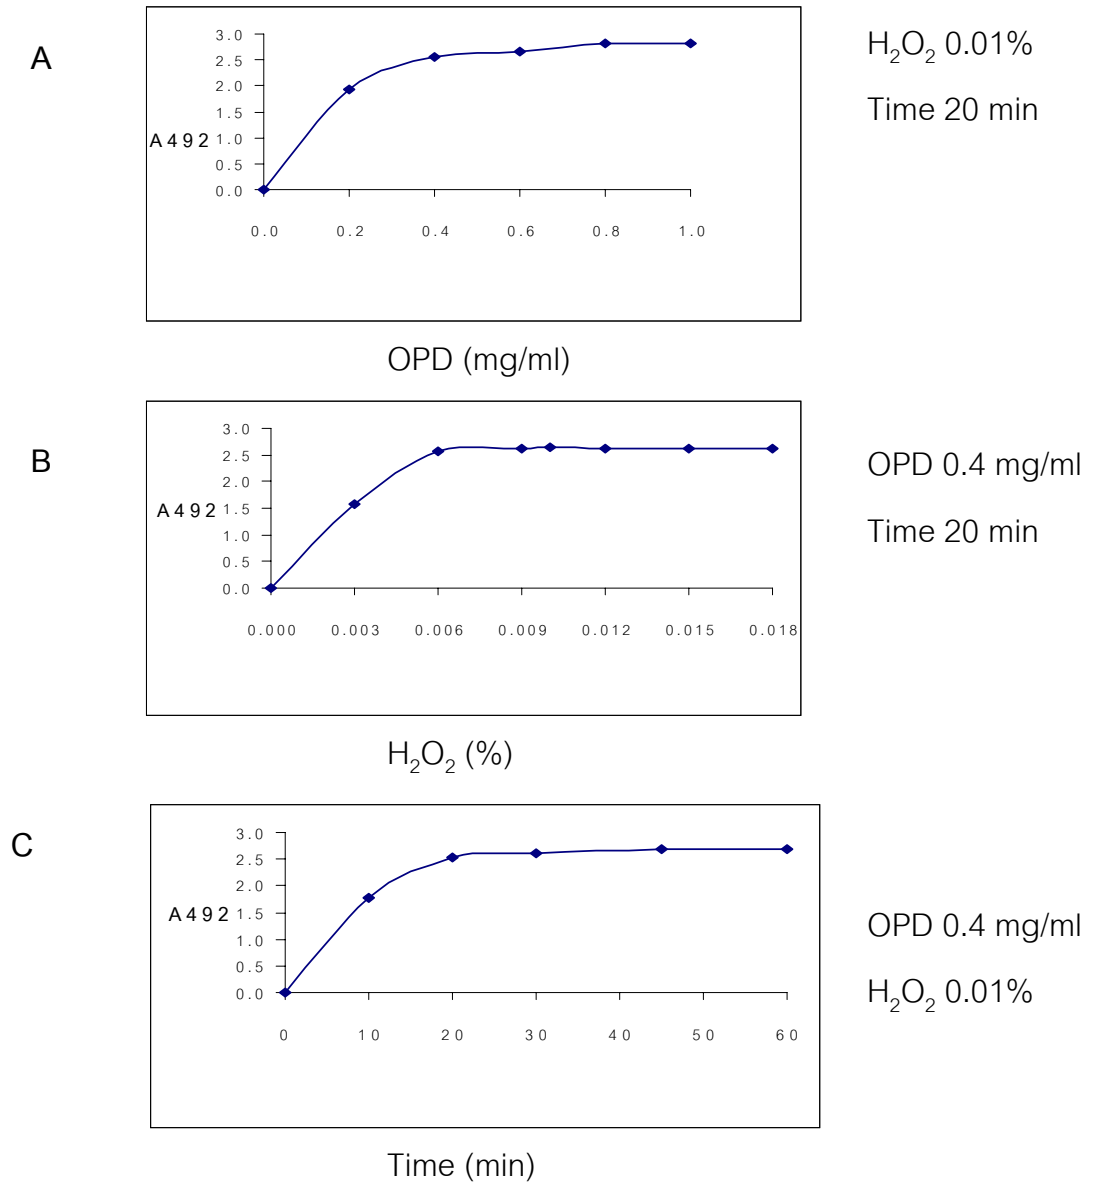 A
3.0
2.5
2.0
1.5
A492 1.0
0.5
0.0
0.0 0.2 0.4 0.6 0.8 1.0
OPD (mg/ml)
H₂O₂ 0.01%
Time 20 min
B
3.0
2.5
2.0
A492 1.5
1.0
0.5
0.0
0.000 0.003 0.006 0.009 0.012 0.015 0.018
H₂O₂ (%)
OPD 0.4 mg/ml
Time 20 min
C
3.0
2.5
2.0
A492 1.5
1.0
0.5
0.0
0 10 20 30 40 50 60
Time (min)
OPD 0.4 mg/ml
H₂O₂ 0.01%